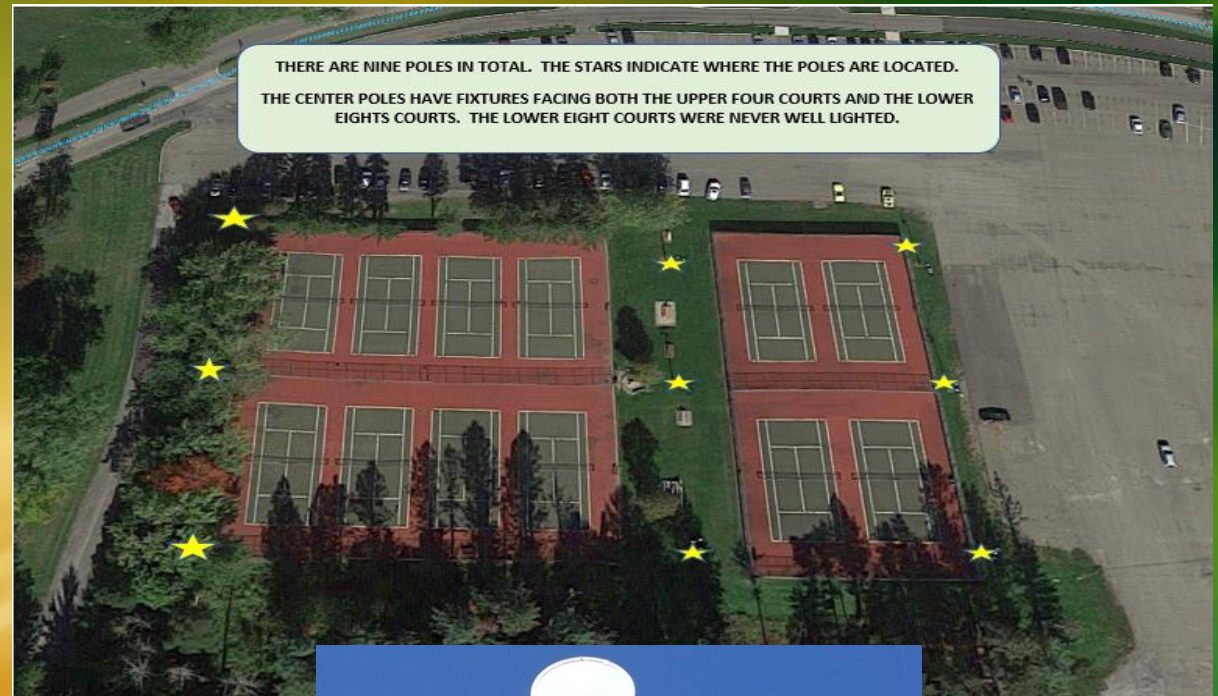 THERE ARE NINE POLES IN TOTAL.  THE STARS INDICATE WHERE THE POLES ARE LOCATED.
THE CENTER POLES HAVE FIXTURES FACING BOTH THE UPPER FOUR COURTS AND THE LOWER
EIGHTS COURTS.  THE LOWER EIGHT COURTS WERE NEVER WELL LIGHTED.